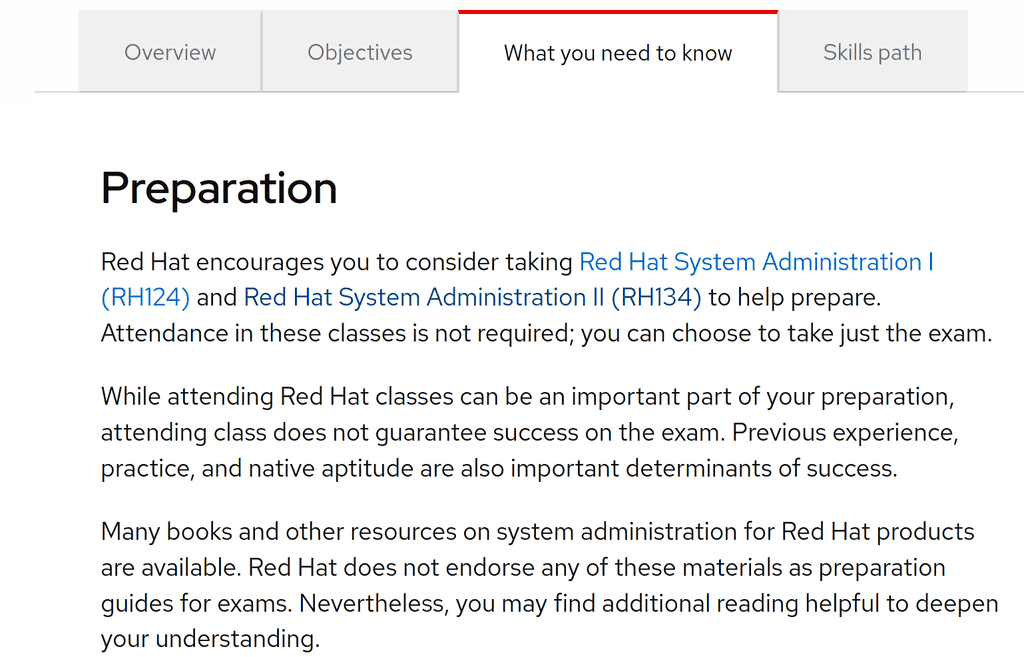 Overview
Objectives
What you need to know
Skills path
Preparation
Red Hat encourages you to consider taking Red Hat System Administration I
(RH124) and Red Hat System Administration II (RH134) to help prepare.
Attendance in these classes is not required; you can choose to take just the exam.
While attending Red Hat classes can be an important part of your preparation,
attending class does not guarantee success on the exam. Previous experience,
practice, and native aptitude are also important determinants of success.
Many books and other resources on system administration for Red Hat products
are available. Red Hat does not endorse any of these materials as preparation
guides for exams. Nevertheless, you may find additional reading helpful to deepen
your understanding.